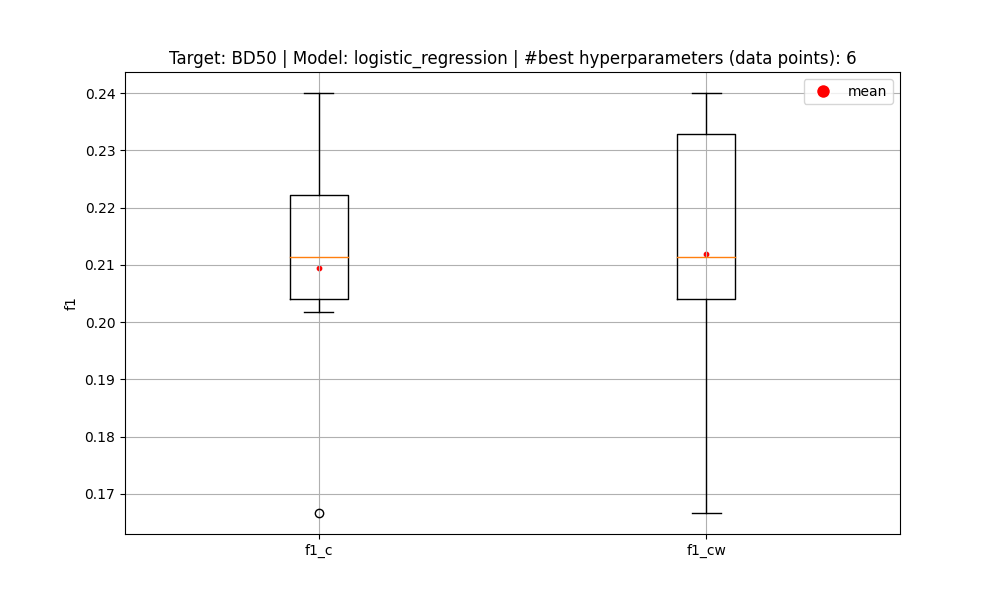 Target: BD50 | Model: logistic_regression | #best hyperparameters (data points): 6
mean
0.24
0.23
0.22
0.21
0.20
0.19
0.18
0.17
f1
f1_c
f1_cw